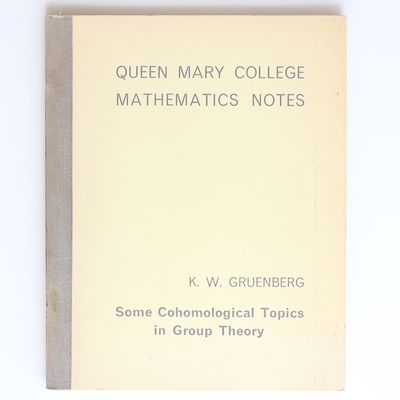 QUEEN MARY COLLEGE
MATHEMATICS NOTES
K. W. GRUENBERG
Some Cohomological Topics
in Group Theory